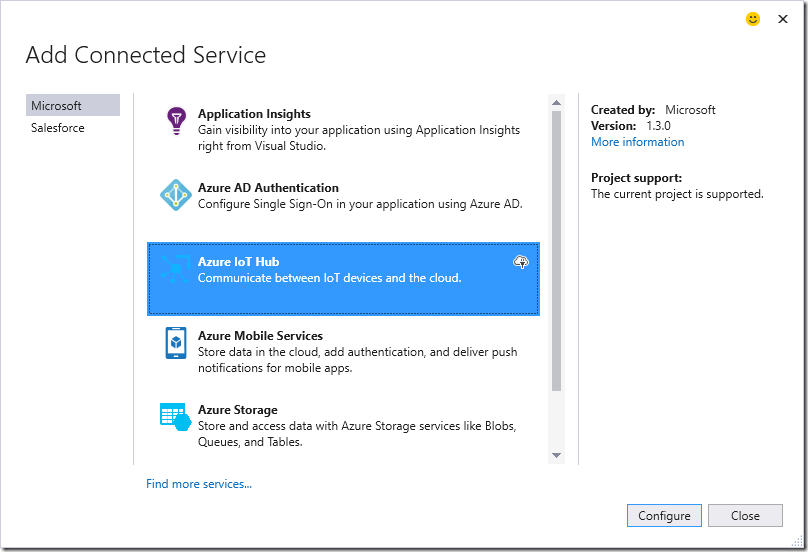 Add Connected Service
Microsoft
Salesforce
Application Insights
Gain visibility into your application using Application Insights
right from Visual Studio.
Azure AD Authentication
Configure Single Sign-On in your application using Azure AD.
Azure IoT Hub
Communicate between IoT devices and the cloud.
Azure Mobile Services
Store data in the cloud, add authentication, and deliver push
notifications for mobile apps.
Azure Storage
Store and access data with Azure Storage services like Blobs,
Queues, and Tables.
Find more services...
Created by: Microsoft
Version: 1.3.0
More information
Project support:
The current project is supported.
Configure
Close